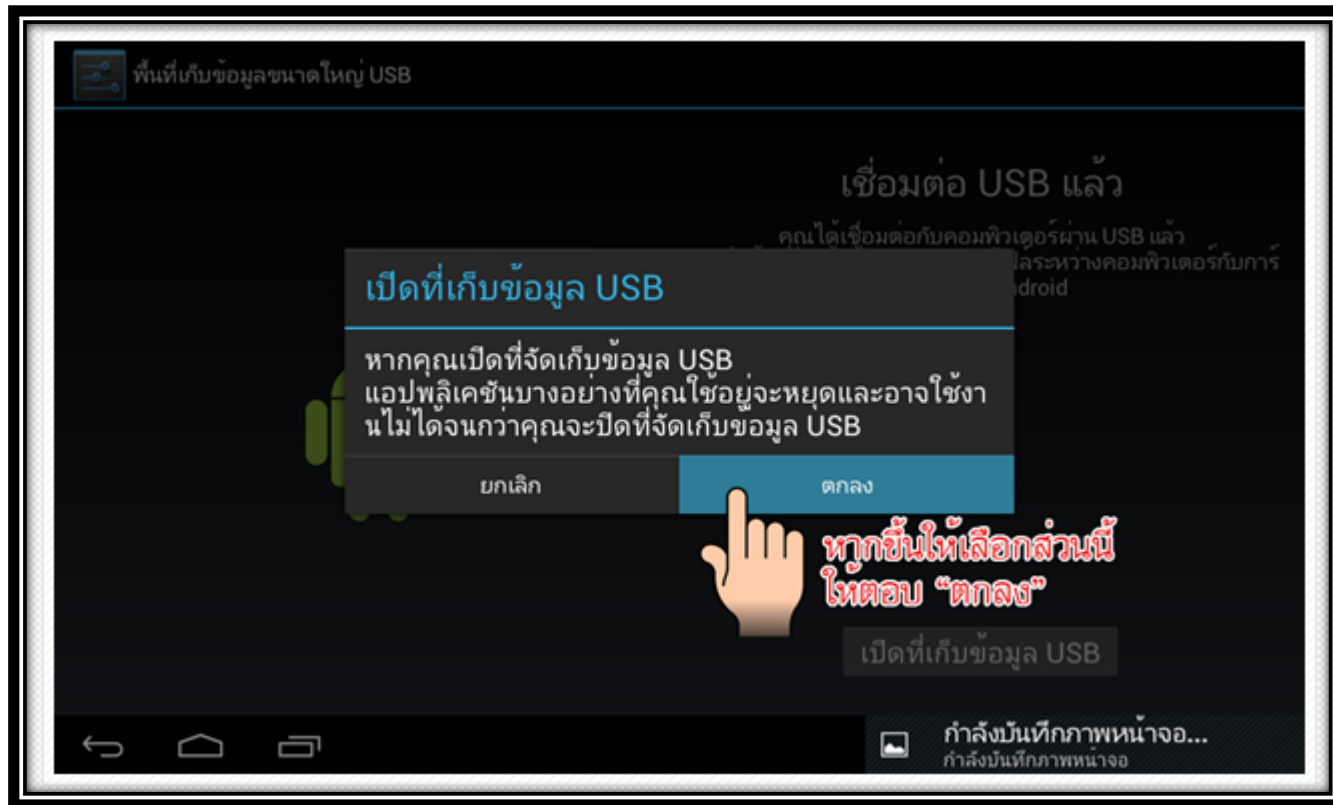 พื้นที่เก็บข้อมูลขนาดใหญ่ USB
เชื่อมต่อ USB แล้ว
คุณได้เชื่อมต่อกับคอมพิวเตอร์ผ่าน USB แล้ว
ระหว่างคอมพิวเตอร์กับการ์
droid
เปิดที่เก็บข้อมูล USB
หากคุณเปิดที่จัดเก็บข้อมูล USB
แอปพลิเคชันบางอย่างที่คุณใช้อยู่จะหยุดและอาจใช้งา
นไม่ได้จนกว่าคุณจะปิดที่จัดเก็บข้อมูล USB
ยกเลิก ตกลง
หากขึ้นให้เลือกส่วนนี้
ให้ตอบ “ตกลง”
เปิดที่เก็บข้อมูล USB
กำลังบันทึกภาพหน้าจอ...
กำลังบันทึกภาพหน้าจอ